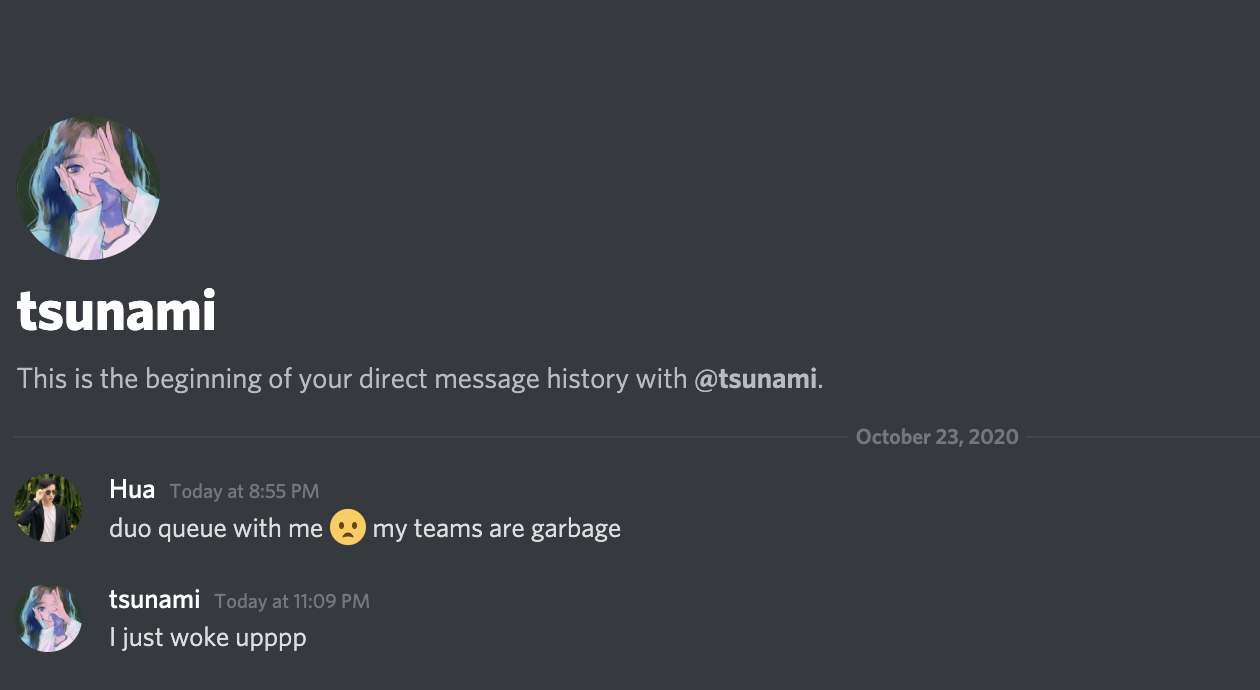 tsunami
This is the beginning of your direct message history with @tsunami.
October 23, 2020
Hua Today at 8:55 PM
duo queue with me 🙁 my teams are garbage
tsunami Today at 11:09 PM
I just woke upppp